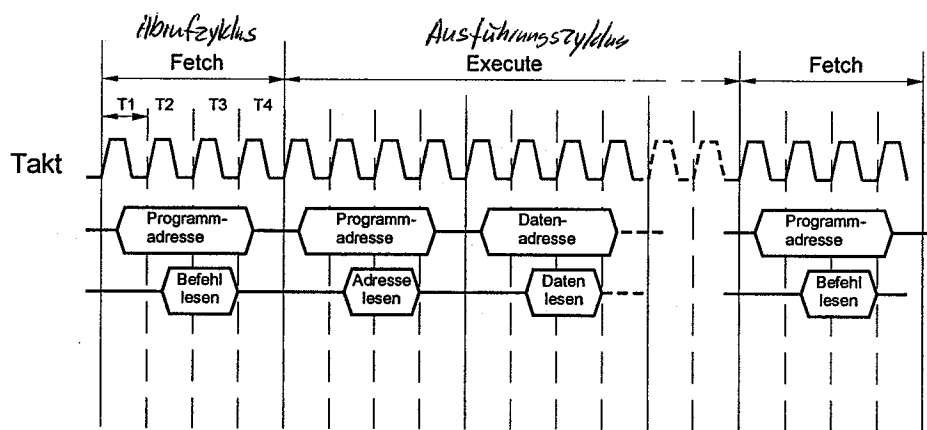 Abrufzyklus
Ausführungszyklus
Fetch
Execute
Fetch
T1 T2 T3 T4
Takt
Programm-
adresse
Programm-
adresse
Daten-
adresse
Programm-
adresse
Befehl
lesen
Adresse
lesen
Daten
lesen
Befehl
lesen